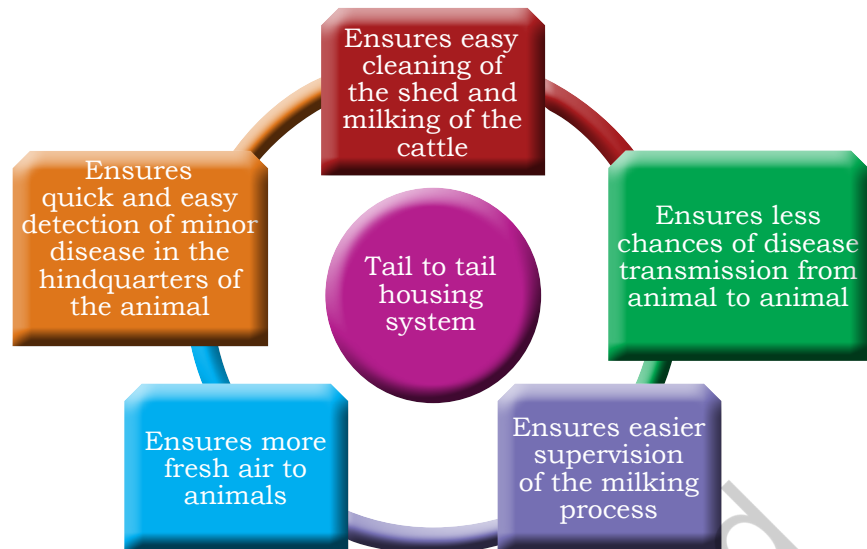 Ensures easy
cleaning of
the shed and
milking of the
cattle
Ensures less
chances of disease
transmission from
animal to animal
Ensures easier
supervision
of the milking
process
Ensures more
fresh air to
animals
Ensures
quick and easy
detection of minor
disease in the
hindquarters of
the animal
Tail to tail
housing
system